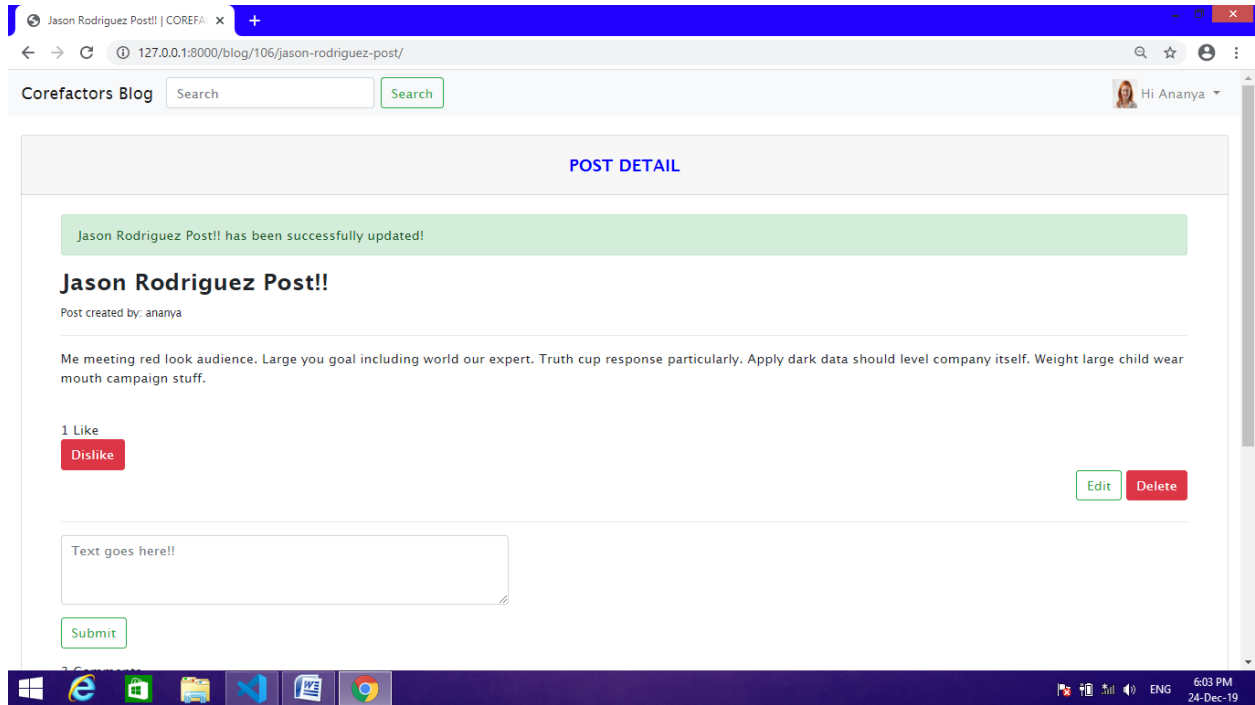 Jason Rodriguez Post!! | COREFA
127.0.0.1:8000/blog/106/jason-rodriguez-post/
Corefactors Blog Search Search Hi Ananya
POST DETAIL
Jason Rodriguez Post!! has been successfully updated!
Jason Rodriguez Post!!
Post created by: ananya
Me meeting red look audience. Large you goal including world our expert. Truth cup response particularly. Apply dark data should level company itself. Weight large child wear
mouth campaign stuff.
1 Like
Dislike
Edit Delete
Text goes here!!
Submit
Comments
ENG 6:03 PM
24-Dec-19